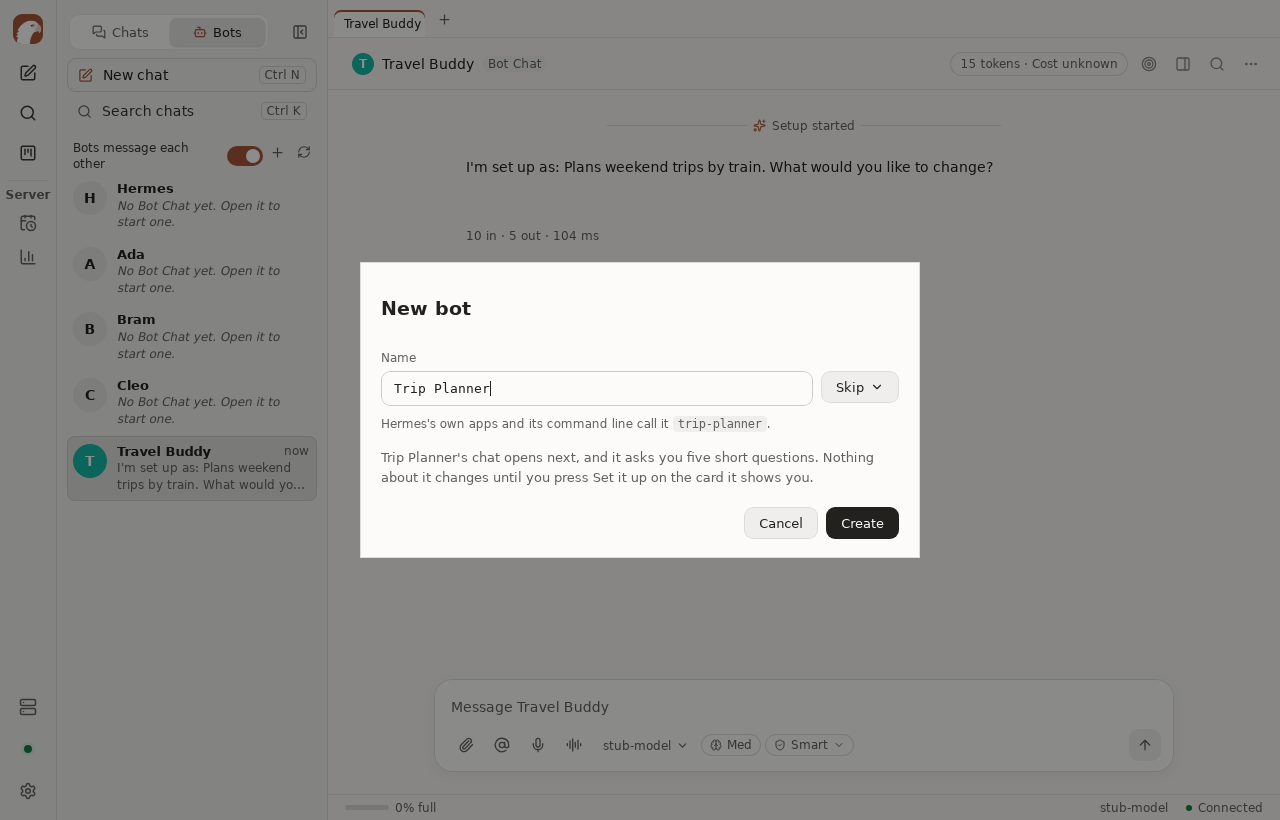 Chats
Bots
Travel Buddy
New chat
Ctrl N
Search chats
Ctrl K
Travel Buddy
Bot Chat
15 tokens · Cost unknown
T
Bots message each
other
Server
H
Hermes
No Bot Chat yet. Open it to
start one.
A
Ada
No Bot Chat yet. Open it to
start one.
B
Bram
No Bot Chat yet. Open it to
start one.
C
Cleo
No Bot Chat yet. Open it to
start one.
T
Travel Buddy
now
I'm set up as: Plans weekend
trips by train. What would yo...
Setup started
I'm set up as: Plans weekend trips by train. What would you like to change?
10 in · 5 out · 104 ms
New bot
Name
Trip Planner
Skip
Hermes's own apps and its command line call it trip-planner.
Trip Planner's chat opens next, and it asks you five short questions. Nothing
about it changes until you press Set it up on the card it shows you.
Cancel
Create
Message Travel Buddy
stub-model
Med
Smart
0% full
stub-model
Connected